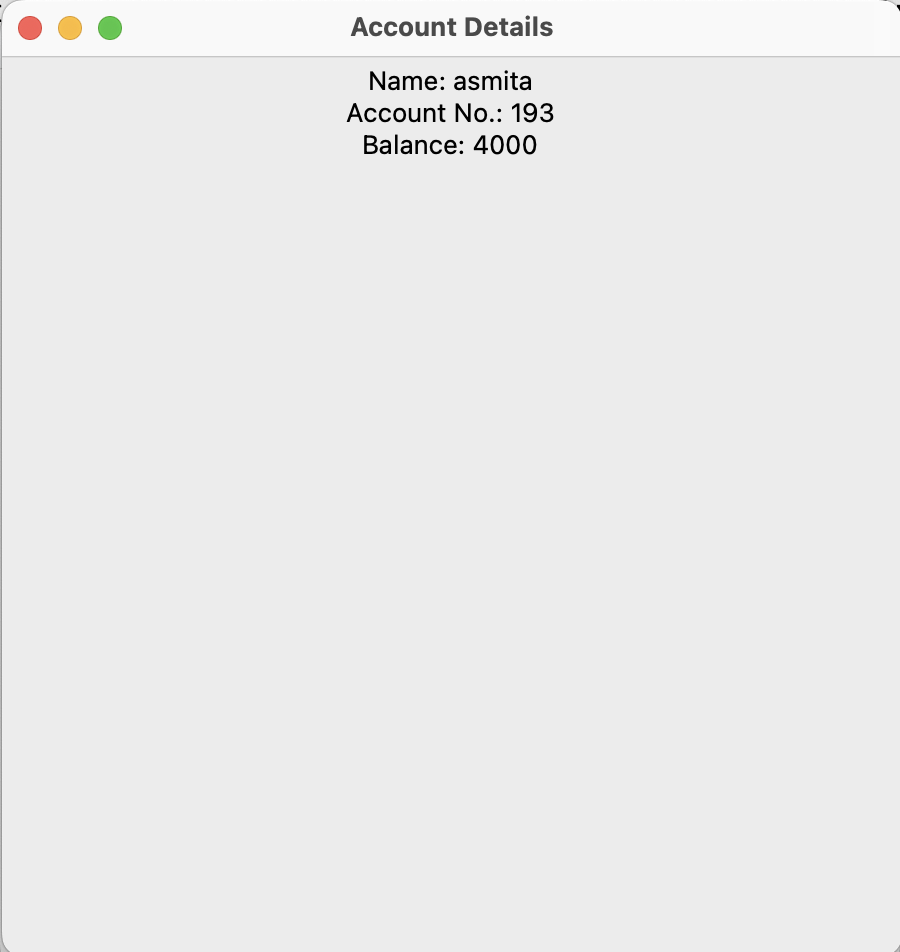 Account Details
Name: asmita
Account No.: 193
Balance: 4000